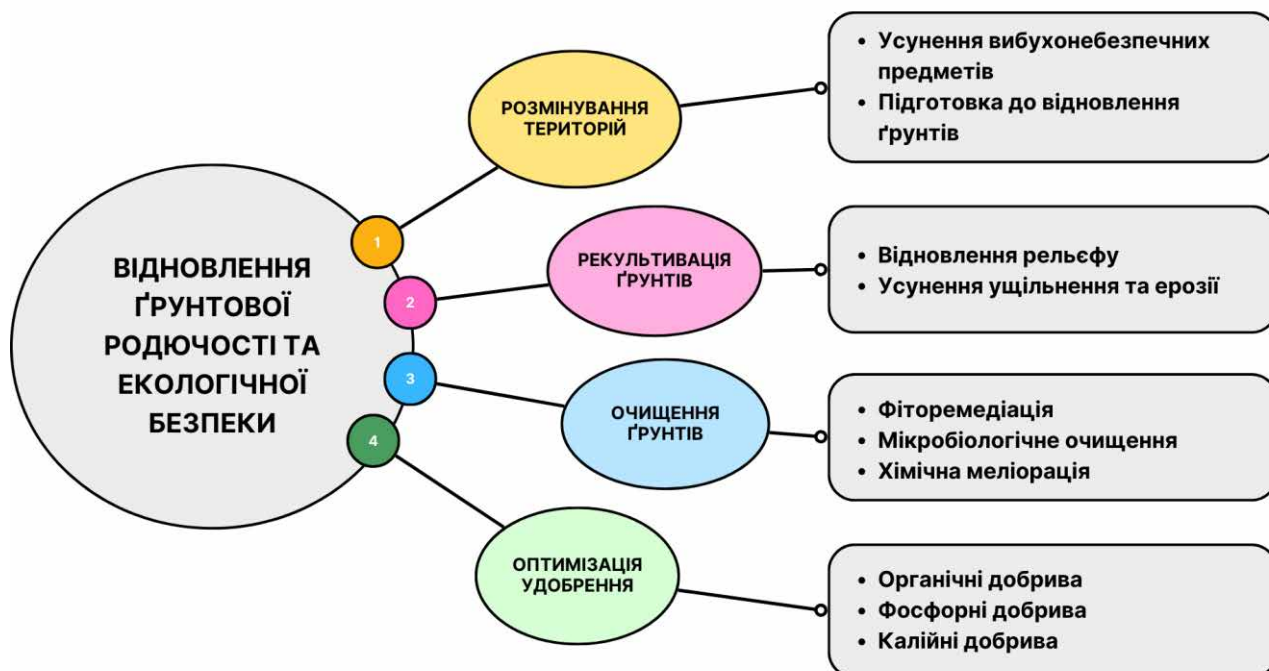 ВІДНОВЛЕННЯ
ҐРУНТОВОЇ
РОДЮЧОСТІ ТА
ЕКОЛОГІЧНОЇ
БЕЗПЕКИ
1
РОЗМІНУВАННЯ
ТЕРИТОРІЙ
• Усунення вибухонебезпечних
предметів
• Підготовка до відновлення
ґрунтів
2
РЕКУЛЬТИВАЦІЯ
ҐРУНТІВ
• Відновлення рельєфу
• Усунення ущільнення та ерозії
3
ОЧИЩЕННЯ
ҐРУНТІВ
• Фіторемедіація
• Мікробіологічне очищення
• Хімічна меліорація
4
ОПТИМІЗАЦІЯ
УДОБРЕННЯ
• Органічні добрива
• Фосфорні добрива
• Калійні добрива